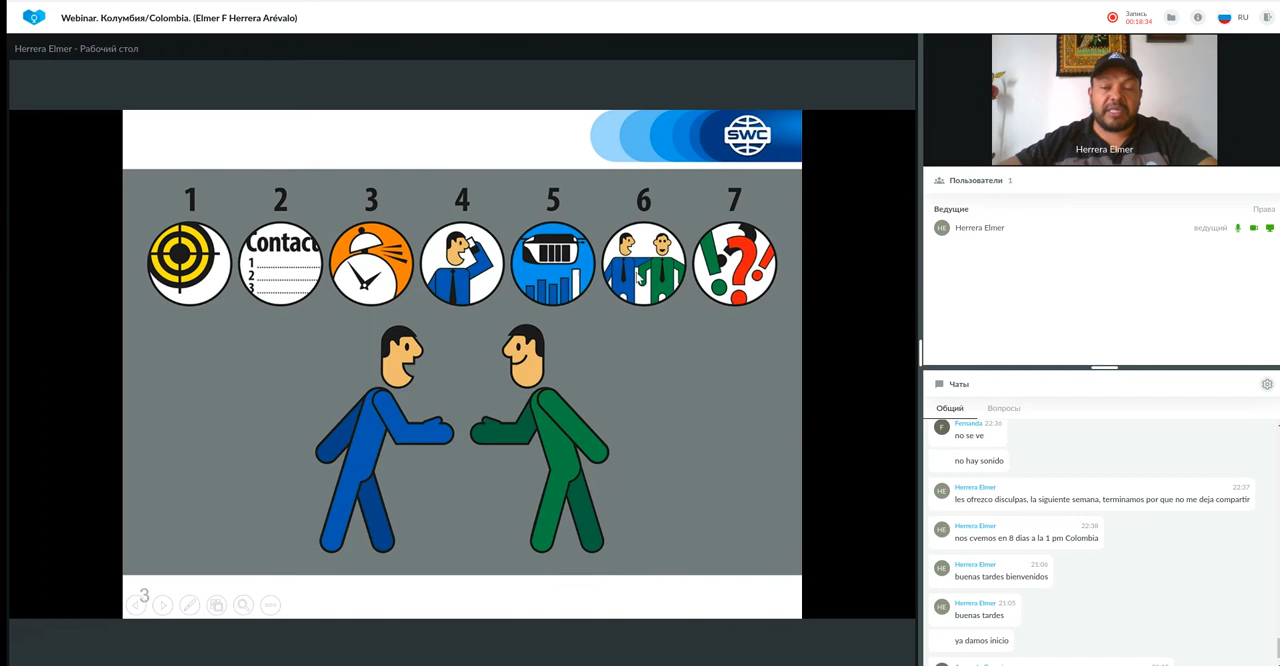 Webinar. Колумбия/Colombia. (Elmer F Herrera Arévalo)
Запись
00:18:34
RU
Herrera Elmer - Рабочий стол
SWC
1 2 3 4 5 6 7
Contact
1
2
3
3
Herrera Elmer
Пользователи 1
Ведущие Права
HE Herrera Elmer ведущий
Чаты
Общий Вопросы
F Fernanda 22:36
no se ve
no hay sonido
HE Herrera Elmer 22:37
les ofrezco disculpas, la siguiente semana, terminamos por que no me deja compartir
HE Herrera Elmer 22:38
nos cvemos en 8 dias a la 1 pm Colombia
HE Herrera Elmer 21:06
buenas tardes bienvenidos
HE Herrera Elmer 21:05
buenas tardes
ya damos inicio